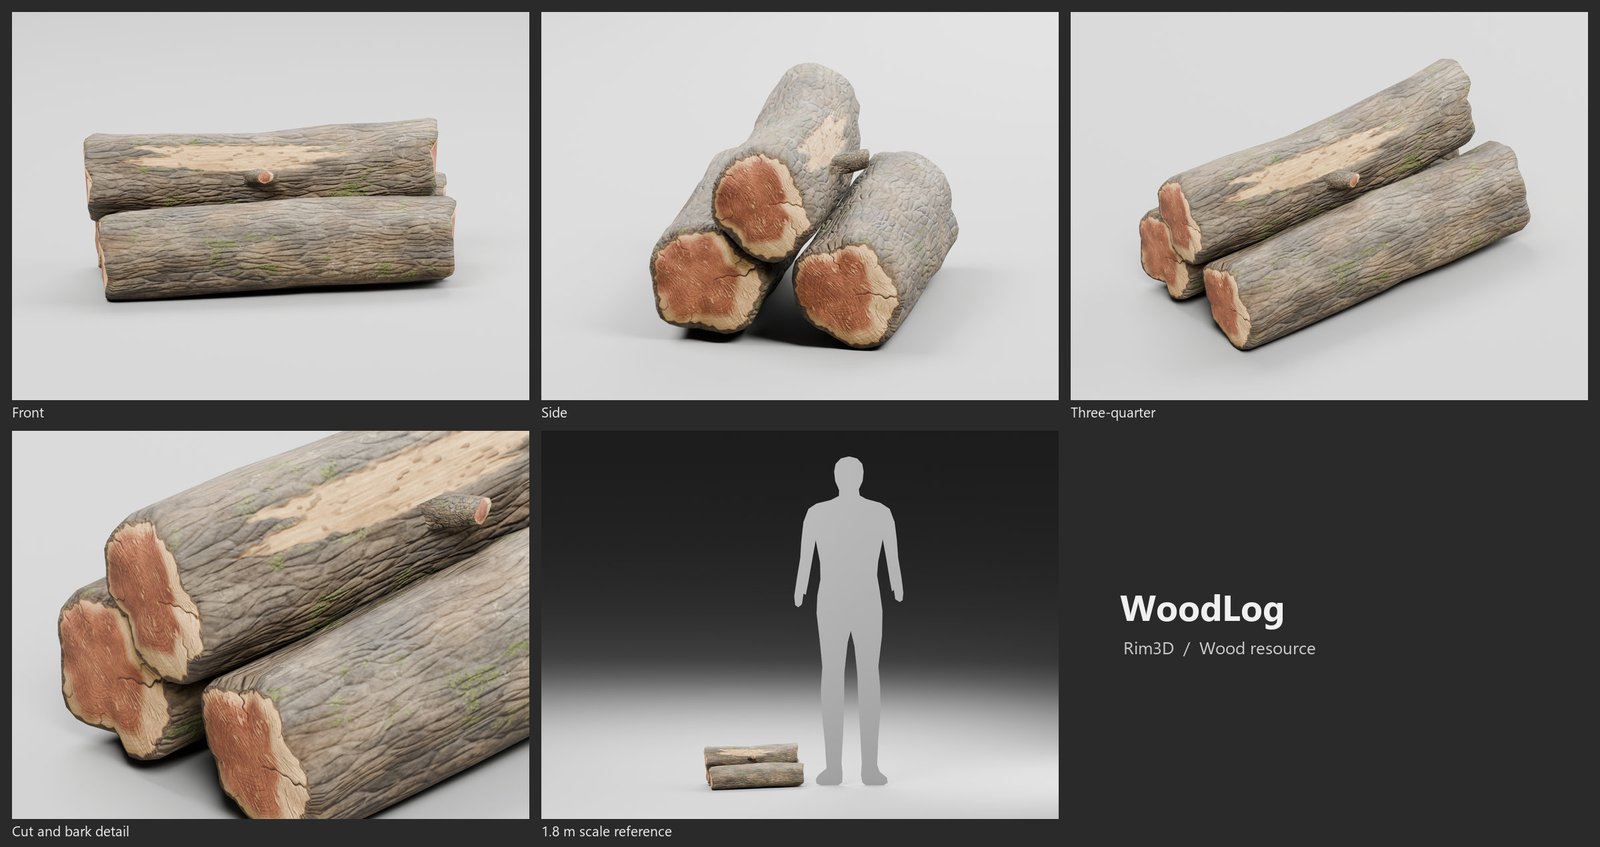 Front
Side
Three-quarter
Cut and bark detail
1.8 m scale reference
WoodLog
Rim3D / Wood resource